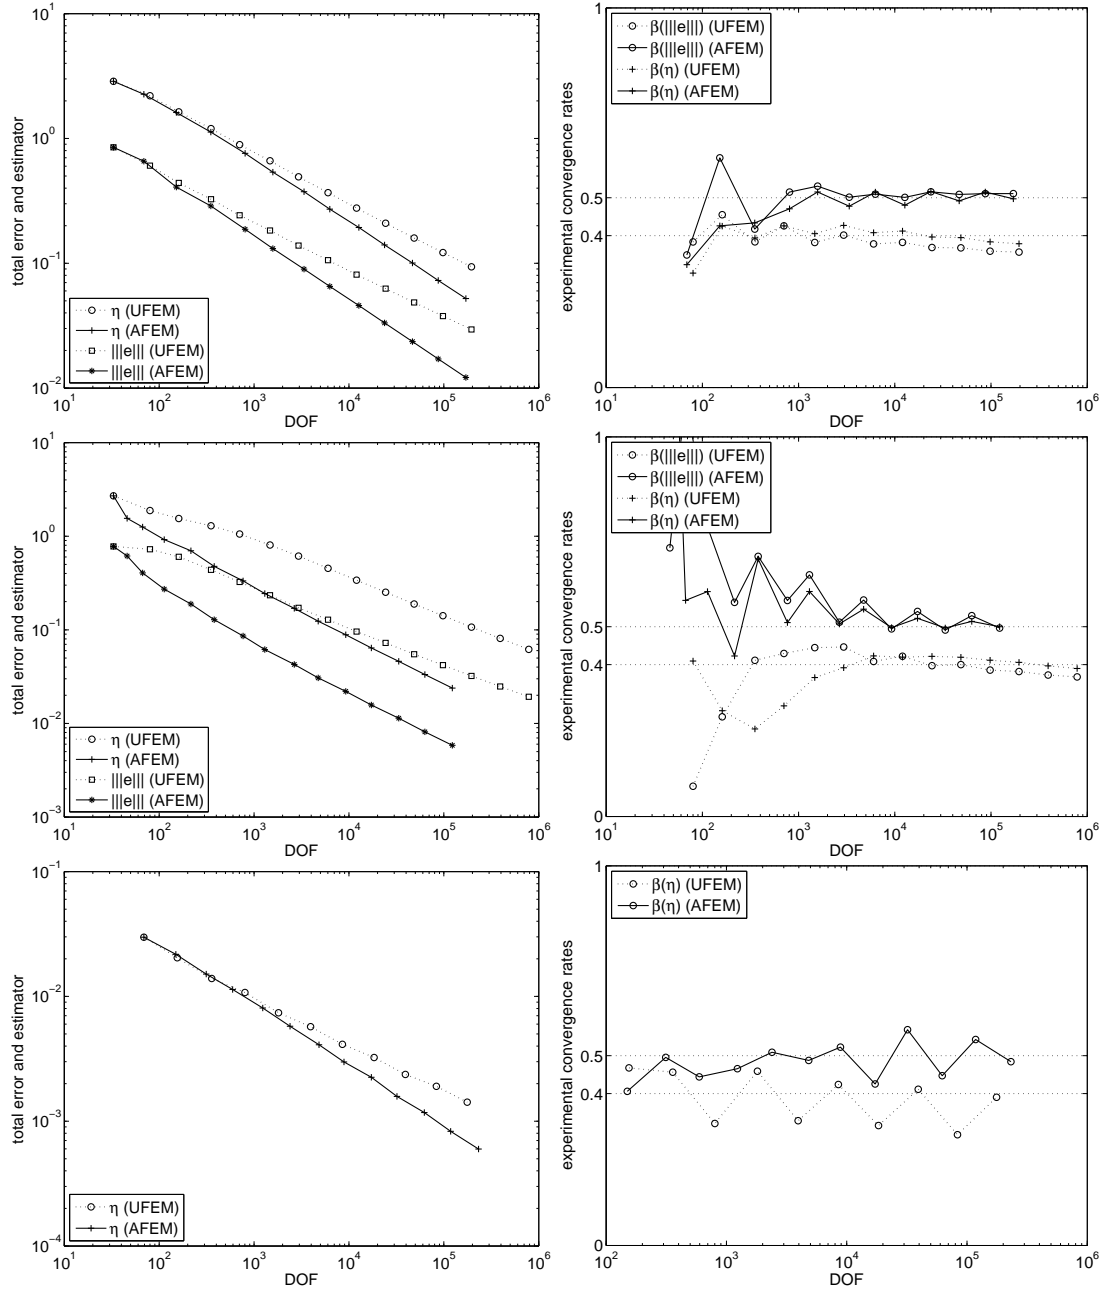 10^1
10^0
10^-1
10^-2
total error and estimator
η (UFEM)
η (AFEM)
|||e||| (UFEM)
|||e||| (AFEM)
10^1 10^2 10^3 10^4 10^5 10^6
DOF
1
0.5
0.4
0
experimental convergence rates
β(|||e|||) (UFEM)
β(|||e|||) (AFEM)
β(η) (UFEM)
β(η) (AFEM)
10^1 10^2 10^3 10^4 10^5 10^6
DOF
10^1
10^0
10^-1
10^-2
10^-3
total error and estimator
η (UFEM)
η (AFEM)
|||e||| (UFEM)
|||e||| (AFEM)
10^1 10^2 10^3 10^4 10^5 10^6
DOF
1
0.5
0.4
0
experimental convergence rates
β(|||e|||) (UFEM)
β(|||e|||) (AFEM)
β(η) (UFEM)
β(η) (AFEM)
10^1 10^2 10^3 10^4 10^5 10^6
DOF
10^-1
10^-2
10^-3
10^-4
total error and estimator
η (UFEM)
η (AFEM)
10^1 10^2 10^3 10^4 10^5 10^6
DOF
1
0.5
0.4
0
experimental convergence rates
β(η) (UFEM)
β(η) (AFEM)
10^2 10^3 10^4 10^5 10^6
DOF